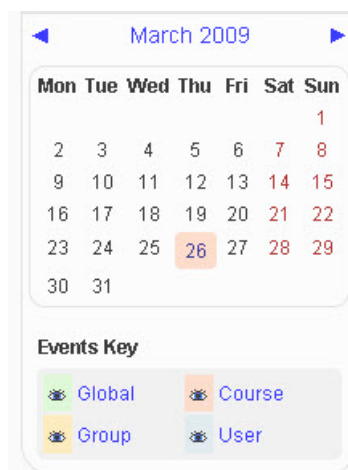 March 2009
Mon Tue Wed Thu Fri Sat Sun
1
2 3 4 5 6 7 8
9 10 11 12 13 14 15
16 17 18 19 20 21 22
23 24 25 26 27 28 29
30 31
Events Key
Global Course
Group User